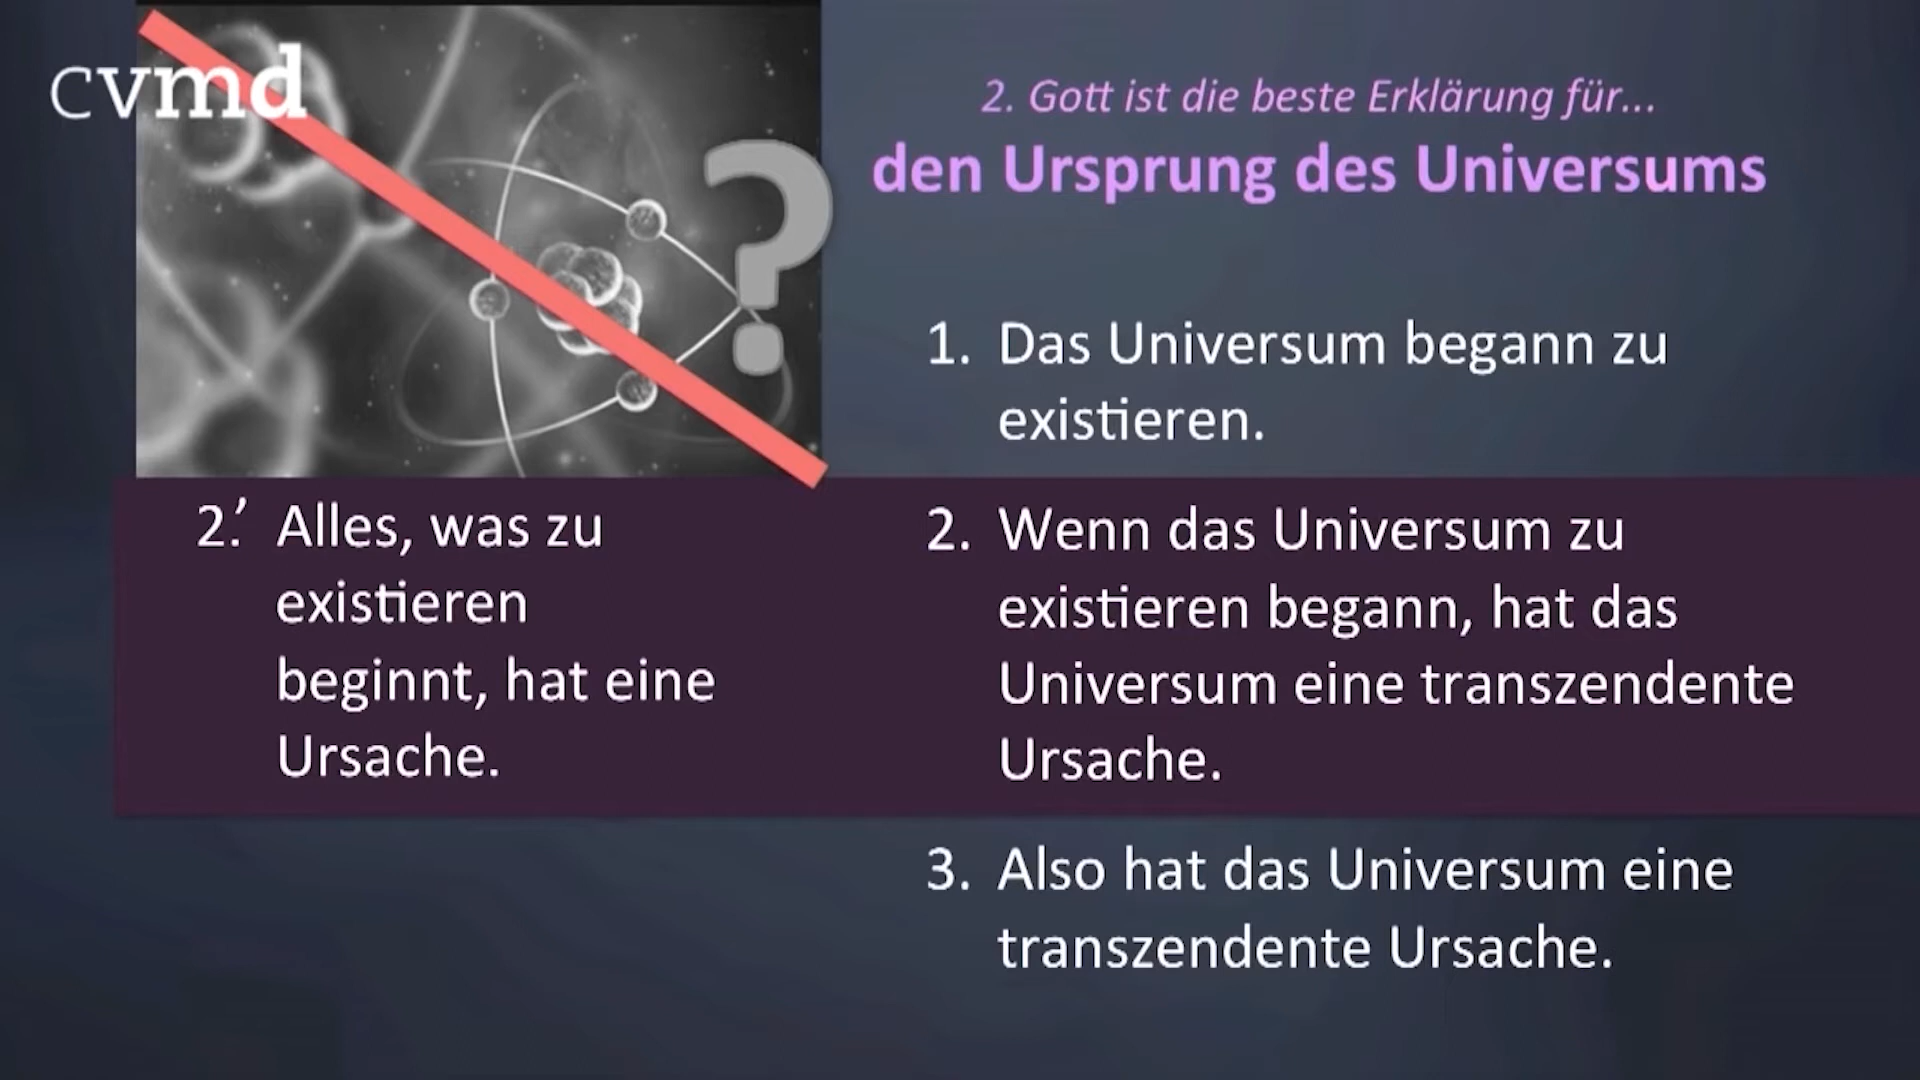 cvmd
?
2. Gott ist die beste Erklärung für...
den Ursprung des Universums
1. Das Universum begann zu
existieren.
2.' Alles, was zu
existieren
beginnt, hat eine
Ursache.
2. Wenn das Universum zu
existieren begann, hat das
Universum eine transzendente
Ursache.
3. Also hat das Universum eine
transzendente Ursache.